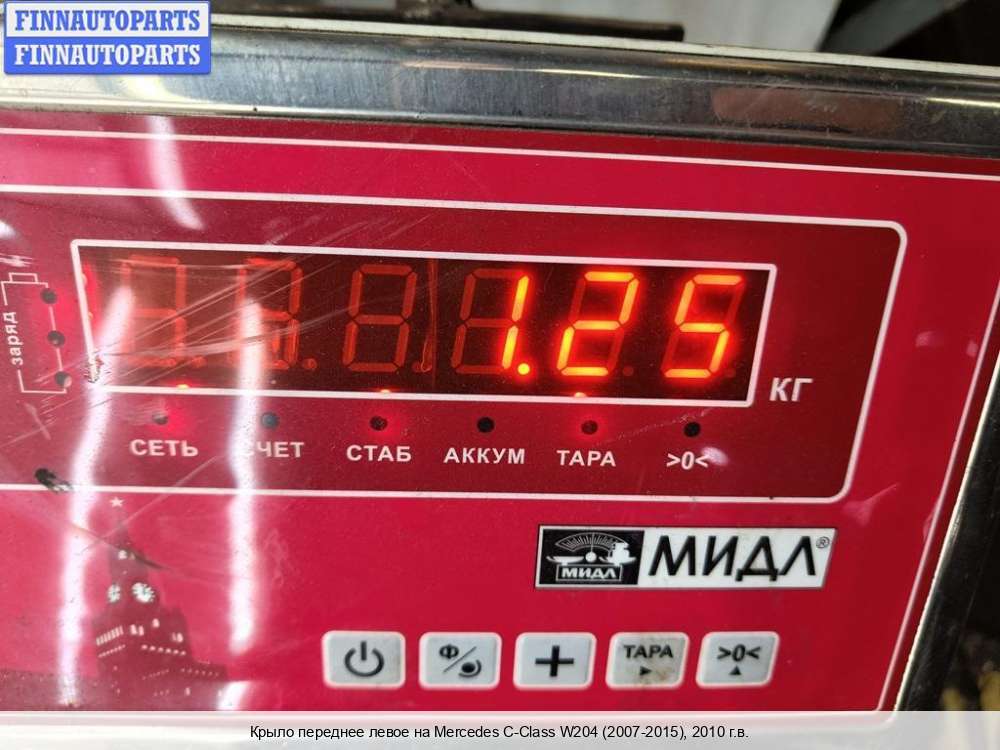 FINNAUTOPARTS
FINNAUTOPARTS
1.25
заряд
КГ
СЕТЬ СЧЕТ СТАБ АККУМ ТАРА >0<
МИДЛ МИДЛ®
Ф ТАРА >0<
Крыло переднее левое на Mercedes C-Class W204 (2007-2015), 2010 г.в.